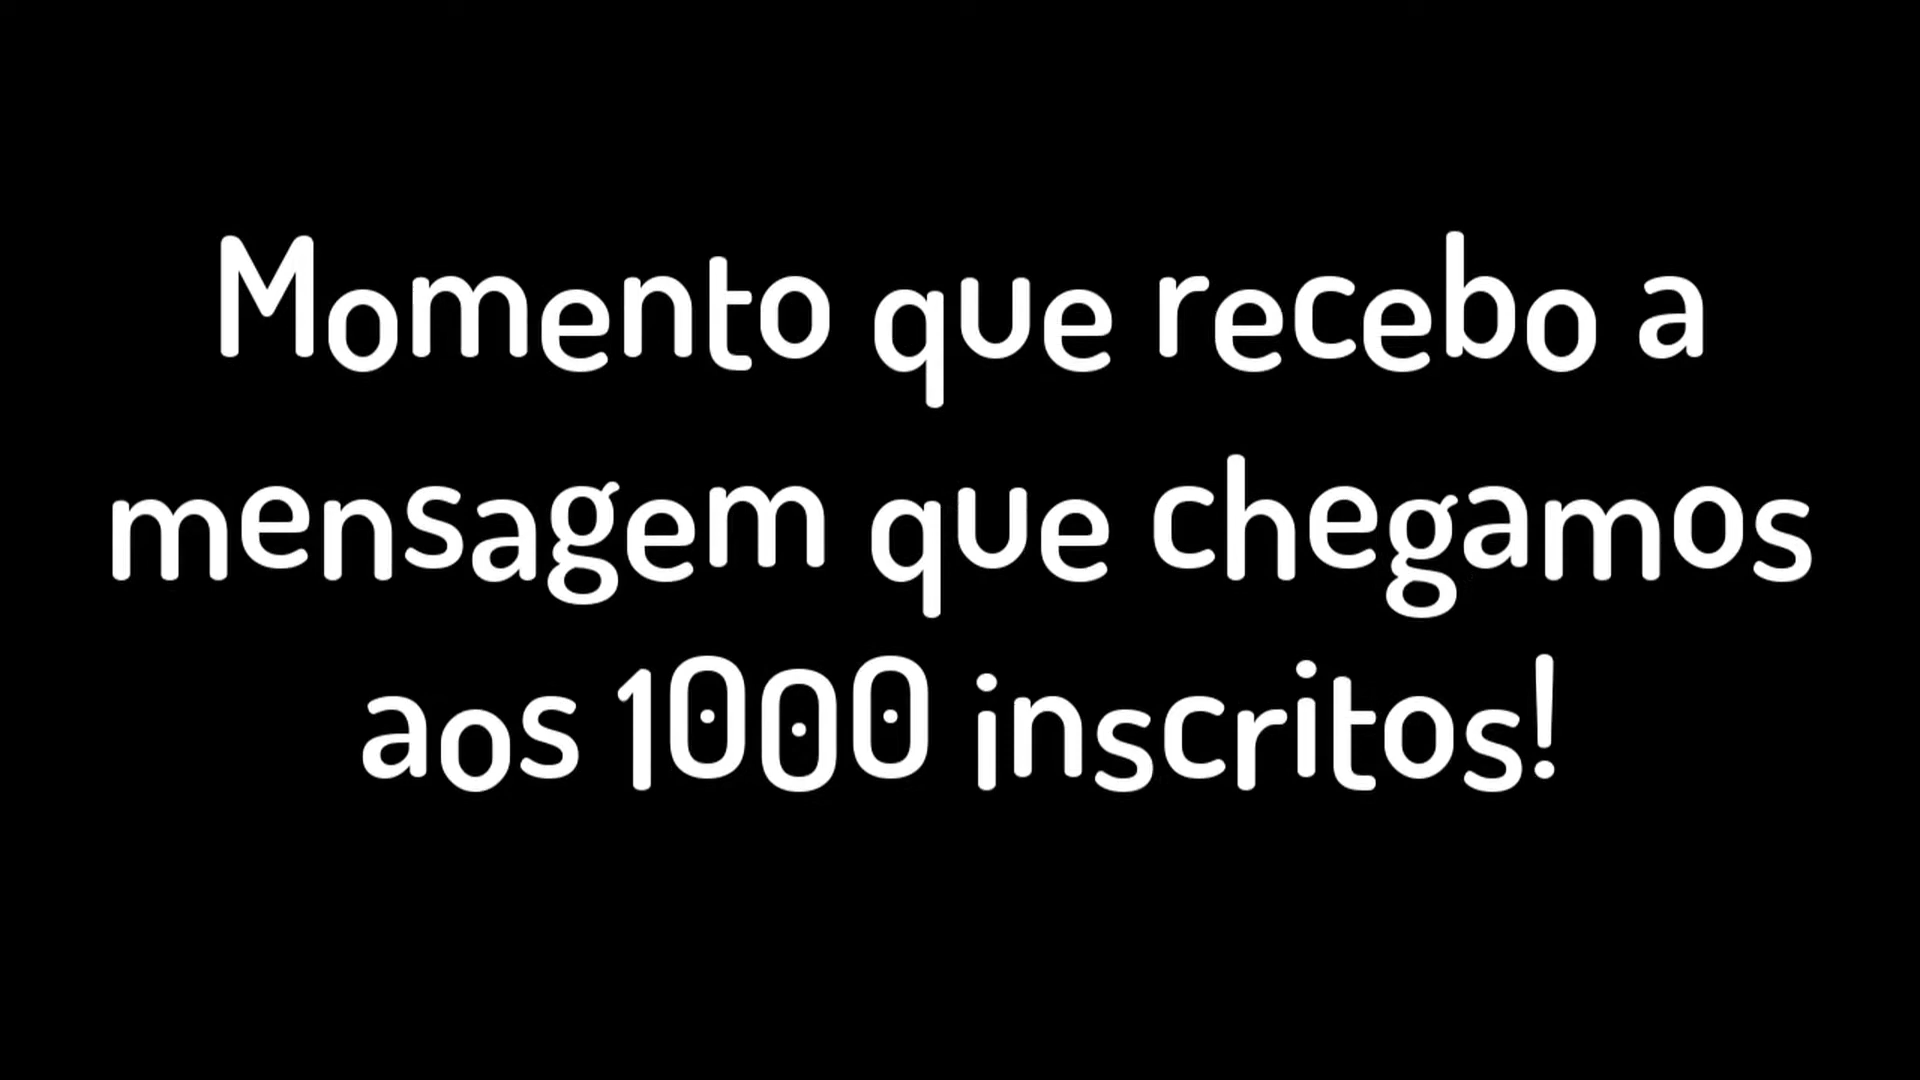 Momento que recebo a
mensagem que chegamos
aos 1000 inscritos!